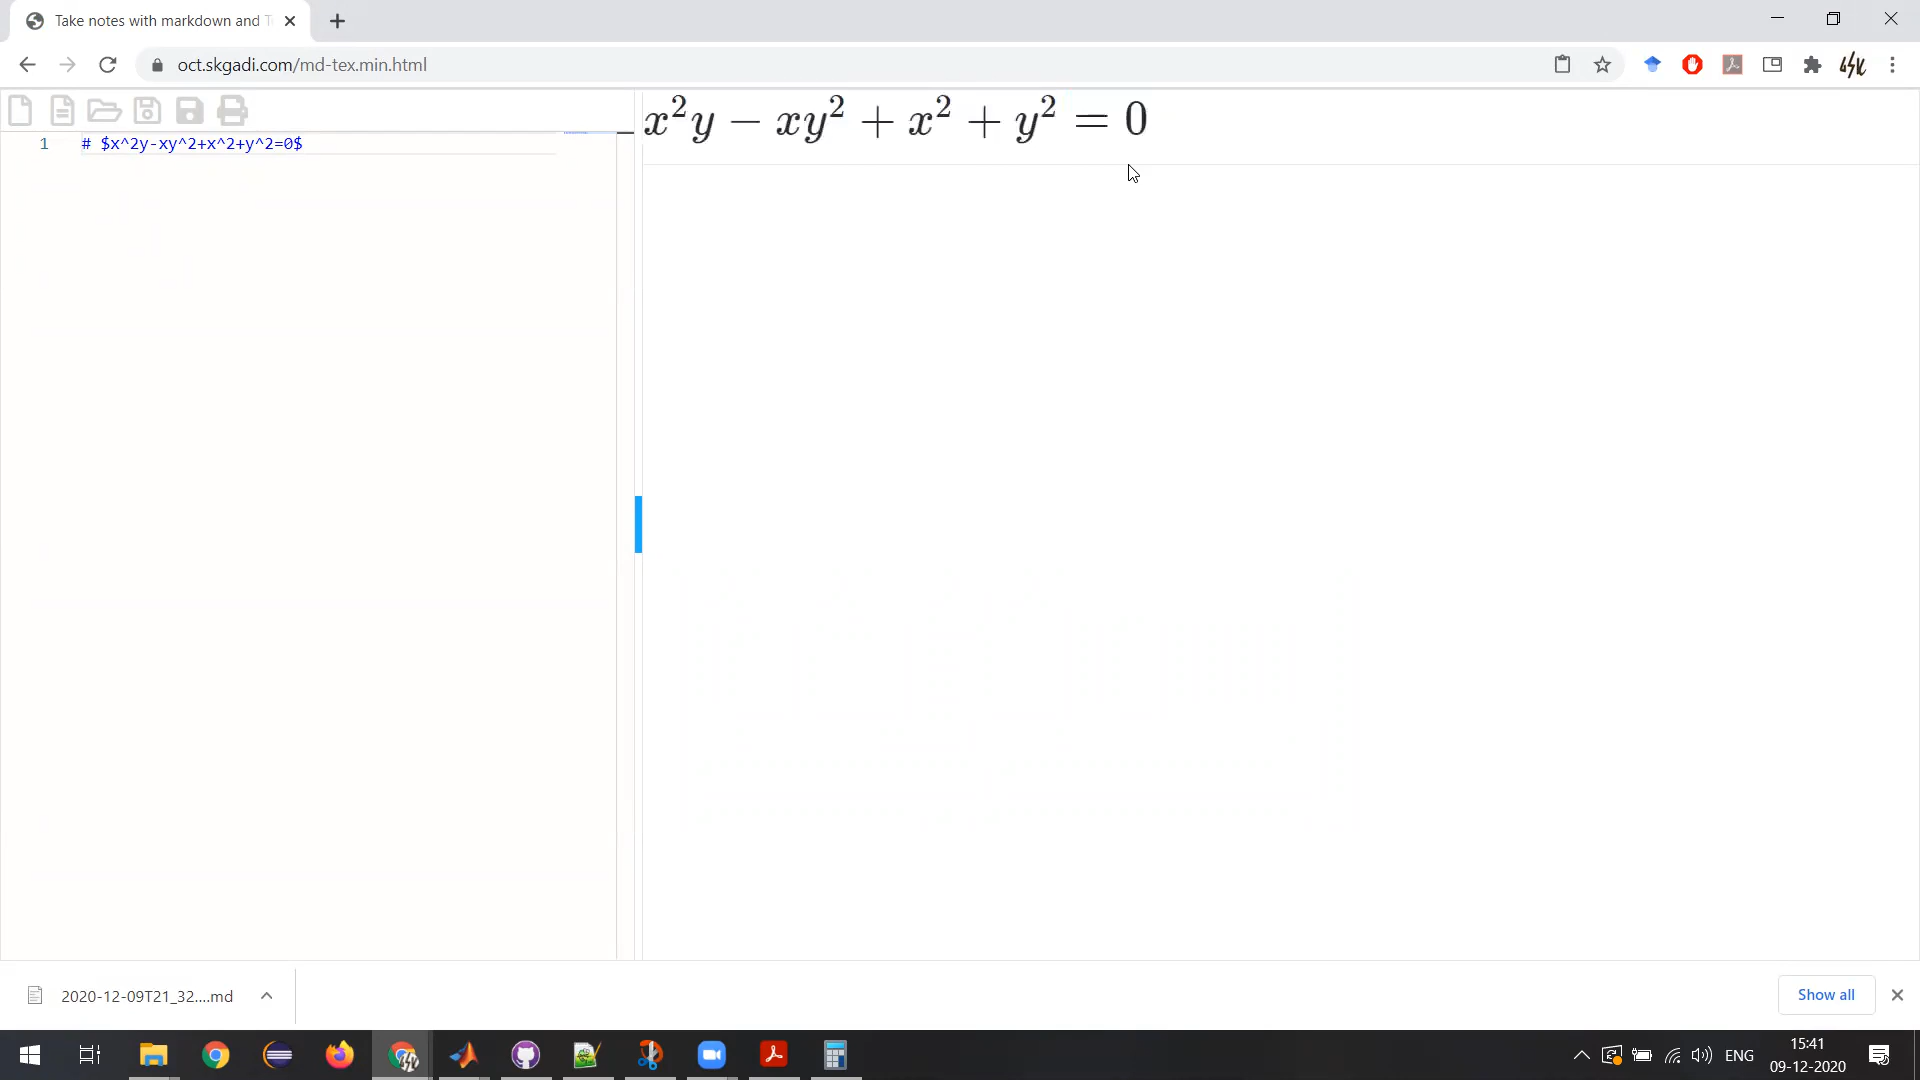 Take notes with markdown and T
oct.skgadi.com/md-tex.min.html
1 # $x^2y-xy^2+x^2+y^2=0$
x²y − xy² + x² + y² = 0
2020-12-09T21_32....md
Show all
ENG
15:41
09-12-2020